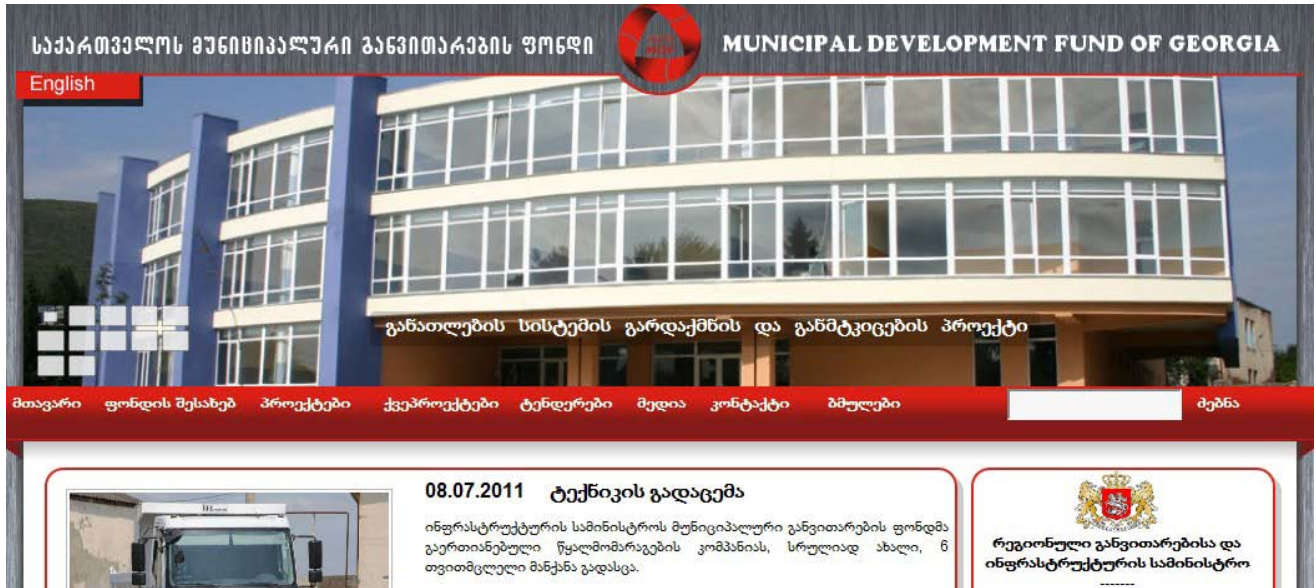 საქართველოს მუნიციპალური განვითარების ფონდი
MUNICIPAL DEVELOPMENT FUND OF GEORGIA
English
განათლების სისტემის გარდაქმნის და განმტკიცების პროექტი
მთავარი ფონდის შესახებ პროექტები ქვეპროექტები ტენდერები მედია კონტაქტი ბმულები ძებნა
08.07.2011 ტექნიკის გადაცემა
ინფრასტრუქტურის სამინისტროს მუნიციპალური განვითარების ფონდმა
გაერთიანებული წყალმომარაგების კომპანიას, სრულიად ახალი, 6
თვითმცლელი მანქანა გადასცა.
რეგიონული განვითარებისა და
ინფრასტრუქტურის სამინისტრო
-------